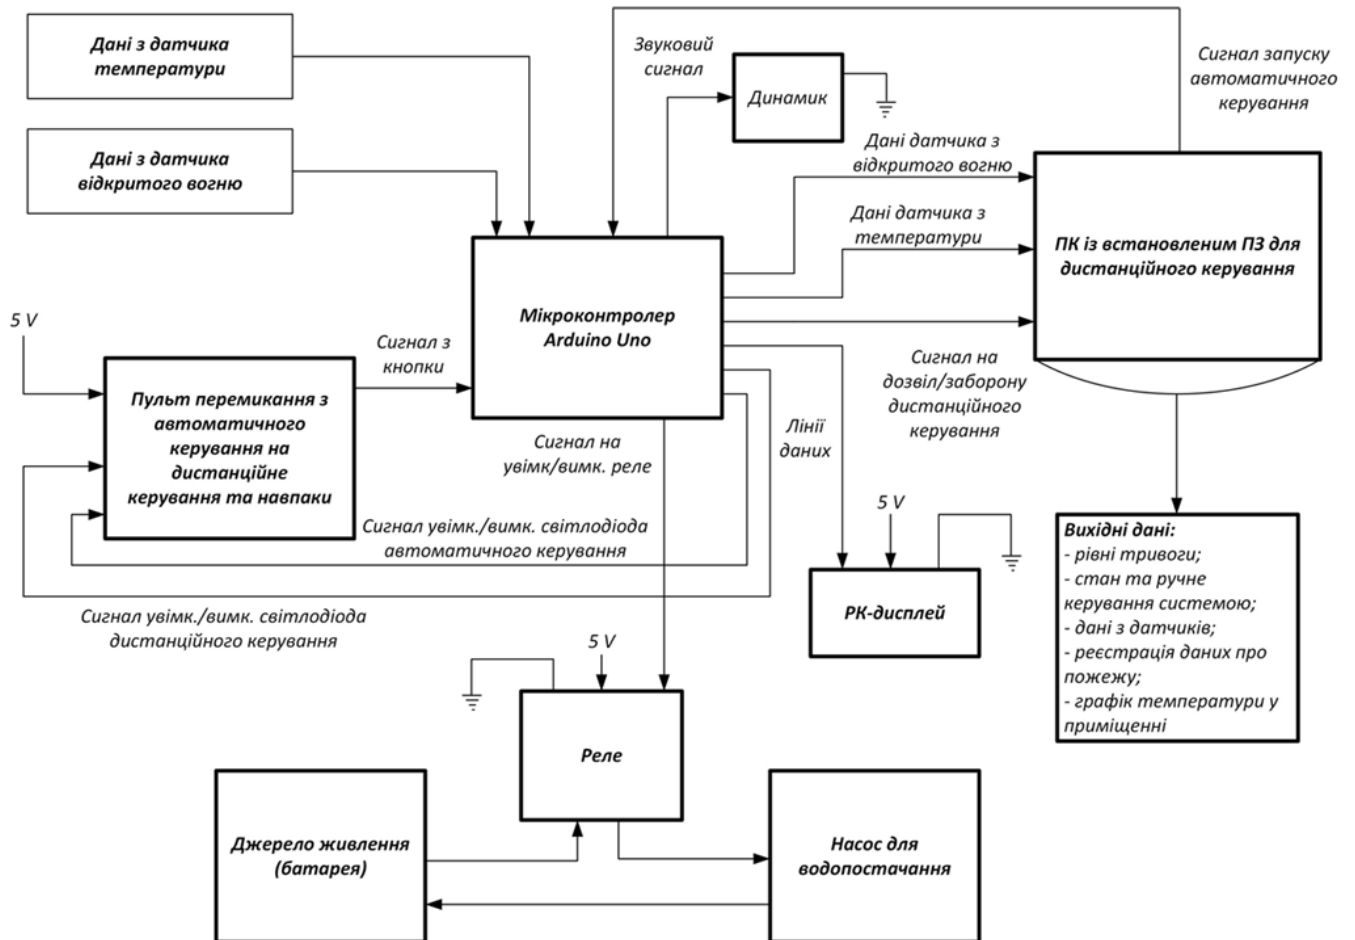 Дані з датчика
температури
Звуковий
сигнал
Динамик
Сигнал запуску
автоматичного
керування
Дані з датчика
відкритого вогню
Дані датчика з
відкритого вогню
Дані датчика з
температури
ПК із встановленим ПЗ для
дистанційного керування
Мікроконтролер
Arduino Uno
5 V
Сигнал з
кнопки
Пульт перемикання з
автоматичного
керування на
дистанційне
керування та навпаки
Сигнал на
дозвіл/заборону
дистанційного
керування
Лінії
даних
Сигнал на
увімк/вимк. реле
Сигнал увімк./вимк. світлодіода
автоматичного керування
5 V
РК-дисплей
Вихідні дані:
- рівні тривоги;
- стан та ручне
керування системою;
- дані з датчиків;
- реєстрація даних про
пожежу;
- графік температури у
приміщенні
Сигнал увімк./вимк. світлодіода
дистанційного керування
5 V
Реле
Джерело живлення
(батарея)
Насос для
водопостачання